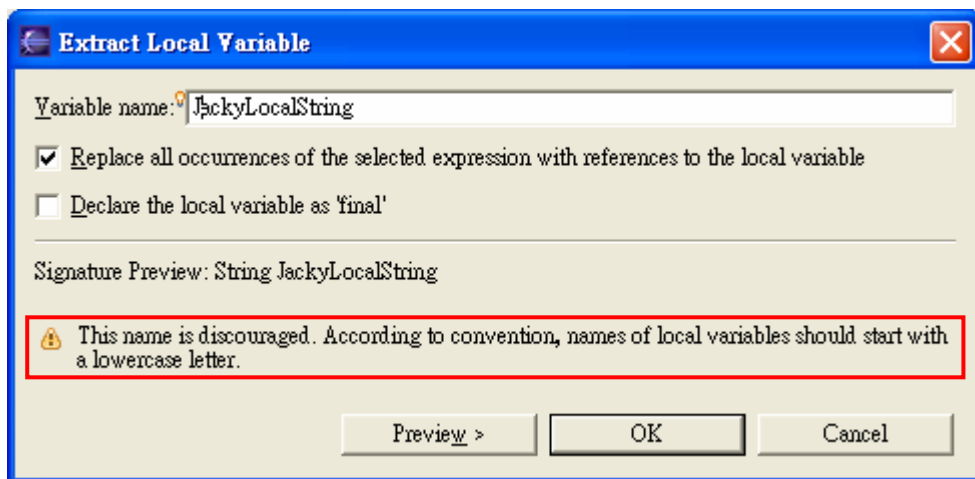 Extract Local Variable
Variable name: JackyLocalString
Replace all occurrences of the selected expression with references to the local variable
Declare the local variable as 'final'
Signature Preview: String JackyLocalString
This name is discouraged. According to convention, names of local variables should start with
a lowercase letter.
Preview > OK Cancel